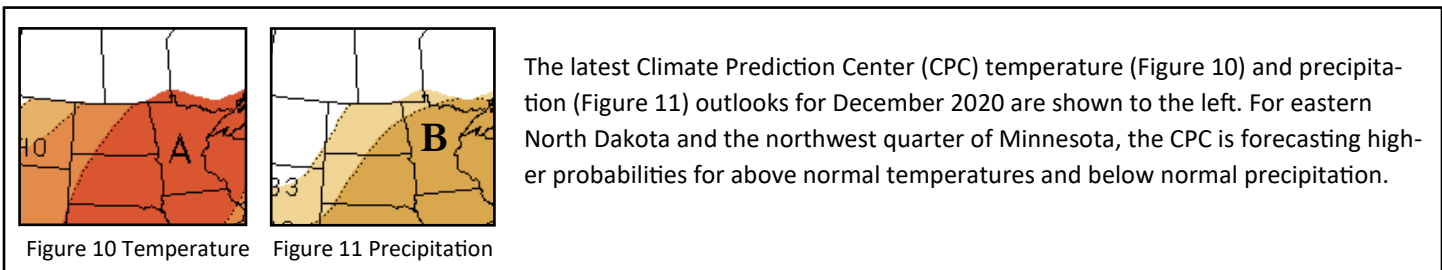 40
A
33
B
The latest Climate Prediction Center (CPC) temperature (Figure 10) and precipita-
tion (Figure 11) outlooks for December 2020 are shown to the left. For eastern
North Dakota and the northwest quarter of Minnesota, the CPC is forecasting high-
er probabilities for above normal temperatures and below normal precipitation.
Figure 10 Temperature
Figure 11 Precipitation